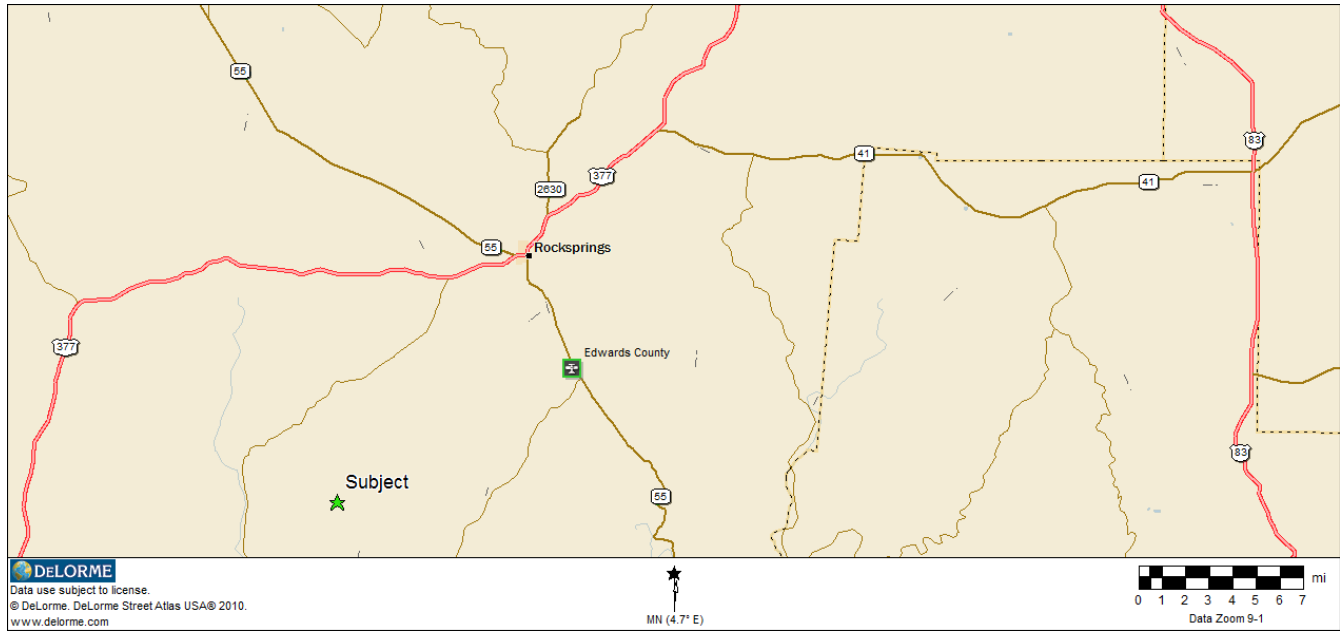 55
83
41
41
2630
377
55
Rocksprings
377
Edwards County
83
Subject
55
DELORME
Data use subject to license.
© DeLorme. DeLorme Street Atlas USA® 2010.
www.delorme.com
MN (4.7° E)
mi
0 1 2 3 4 5 6 7
Data Zoom 9-1